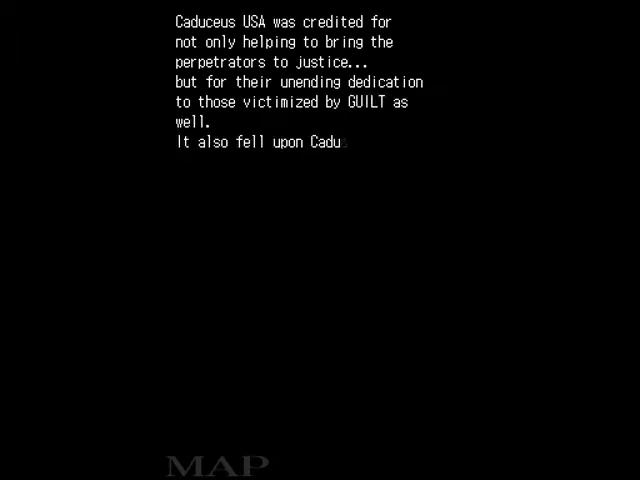 Caduceus USA was credited for
not only helping to bring the
perpetrators to justice...
but for their unending dedication
to those victimized by GUILT as
well.
It also fell upon Cadu
MAP